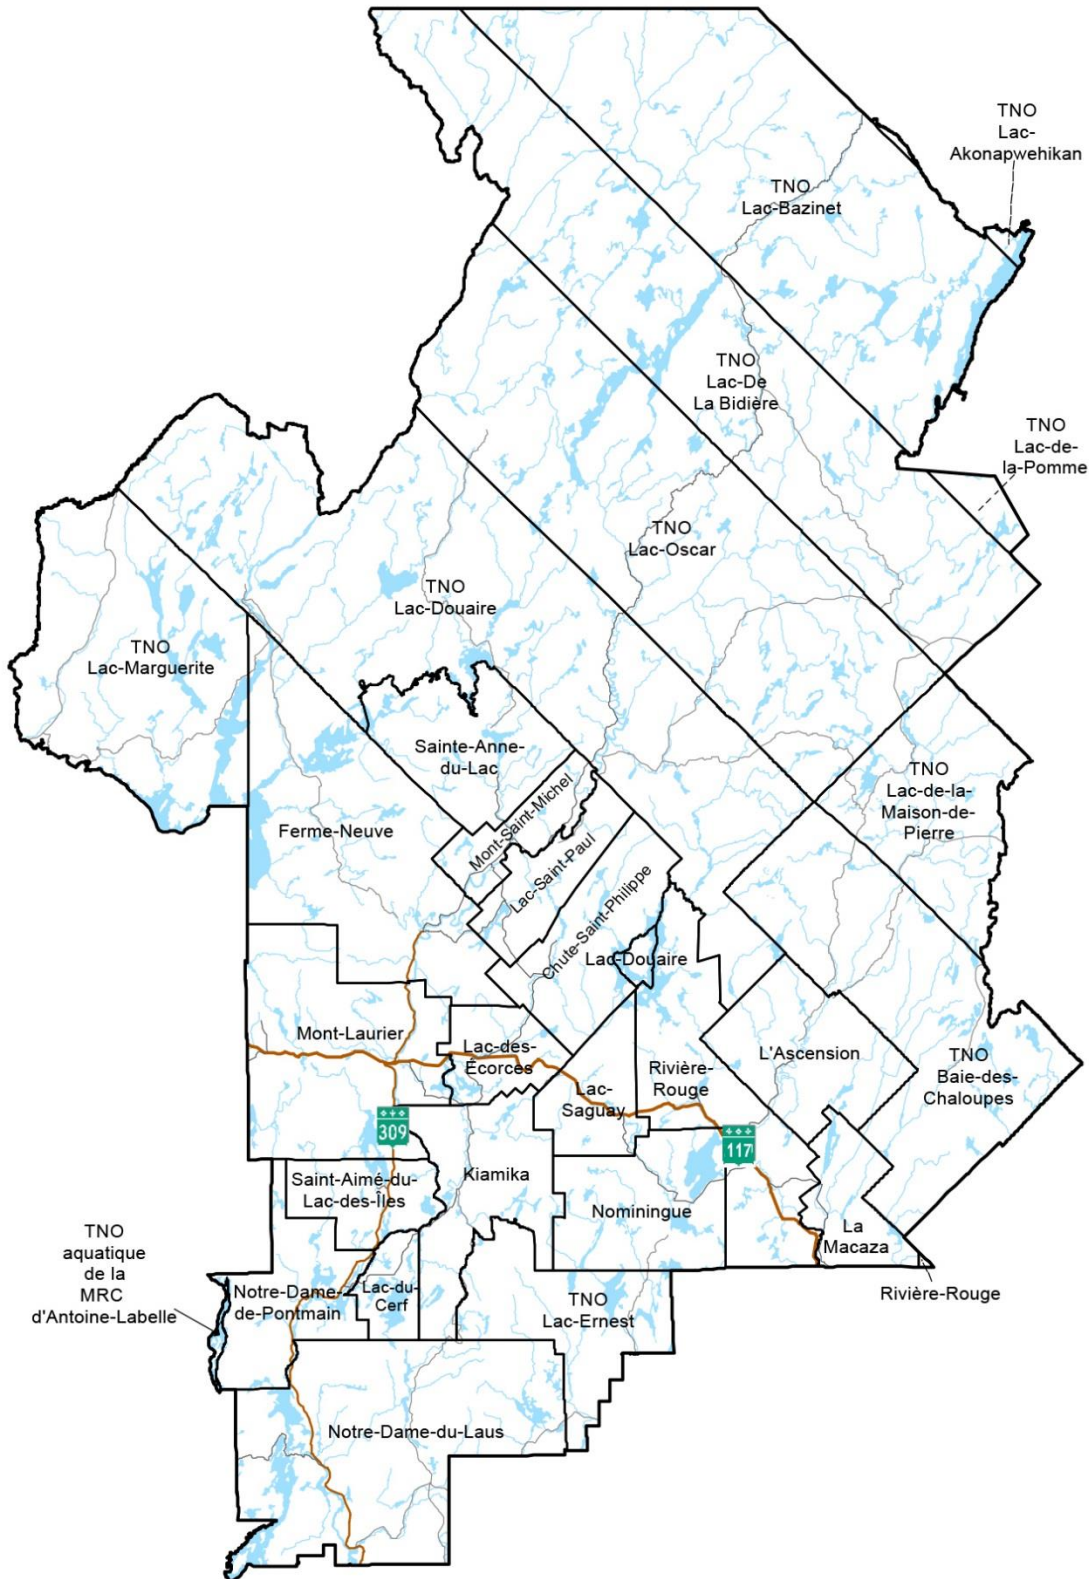 TNO
Lac-
Akonapwehikan
TNO
Lac-Bazinet
TNO
Lac-De
La Bidière
TNO
Lac-de-
la-Pomme
TNO
Lac-Oscar
TNO
Lac-Douaire
TNO
Lac-Marguerite
Sainte-Anne-
du-Lac
TNO
Lac-de-la-
Maison-de-
Pierre
Ferme-Neuve
Mont-Saint-Michel
Lac-Saint-Paul
Chute-Saint-Philippe
Lac-Douaire
Mont-Laurier
Lac-des-
Écorces
Lac-
Saguay
Rivière-
Rouge
L'Ascension
TNO
Baie-des-
Chaloupes
309
117
Saint-Aimé-du-
Lac-des-Îles
Kiamika
Nominingue
La
Macaza
TNO
aquatique
de la
MRC
d'Antoine-Labelle
Notre-Dame-
de-Pontmain
Lac-du-
Cerf
TNO
Lac-Ernest
Rivière-Rouge
Notre-Dame-du-Laus